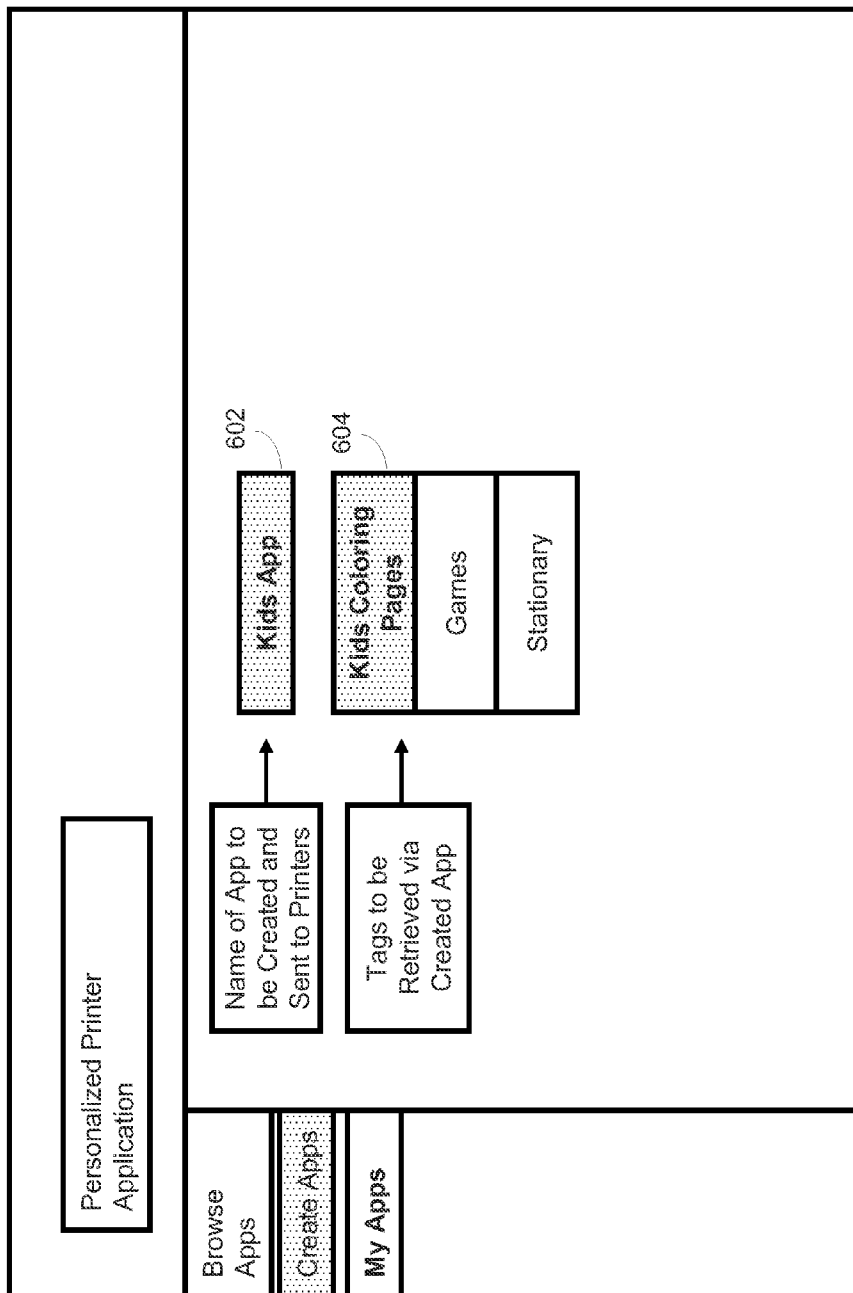 Personalized Printer
Application
Browse
Apps
Create Apps
My Apps
Name of App to
be Created and
Sent to Printers
Kids App
602
Tags to be
Retrieved via
Created App
Kids Coloring
Pages
604
Games
Stationary